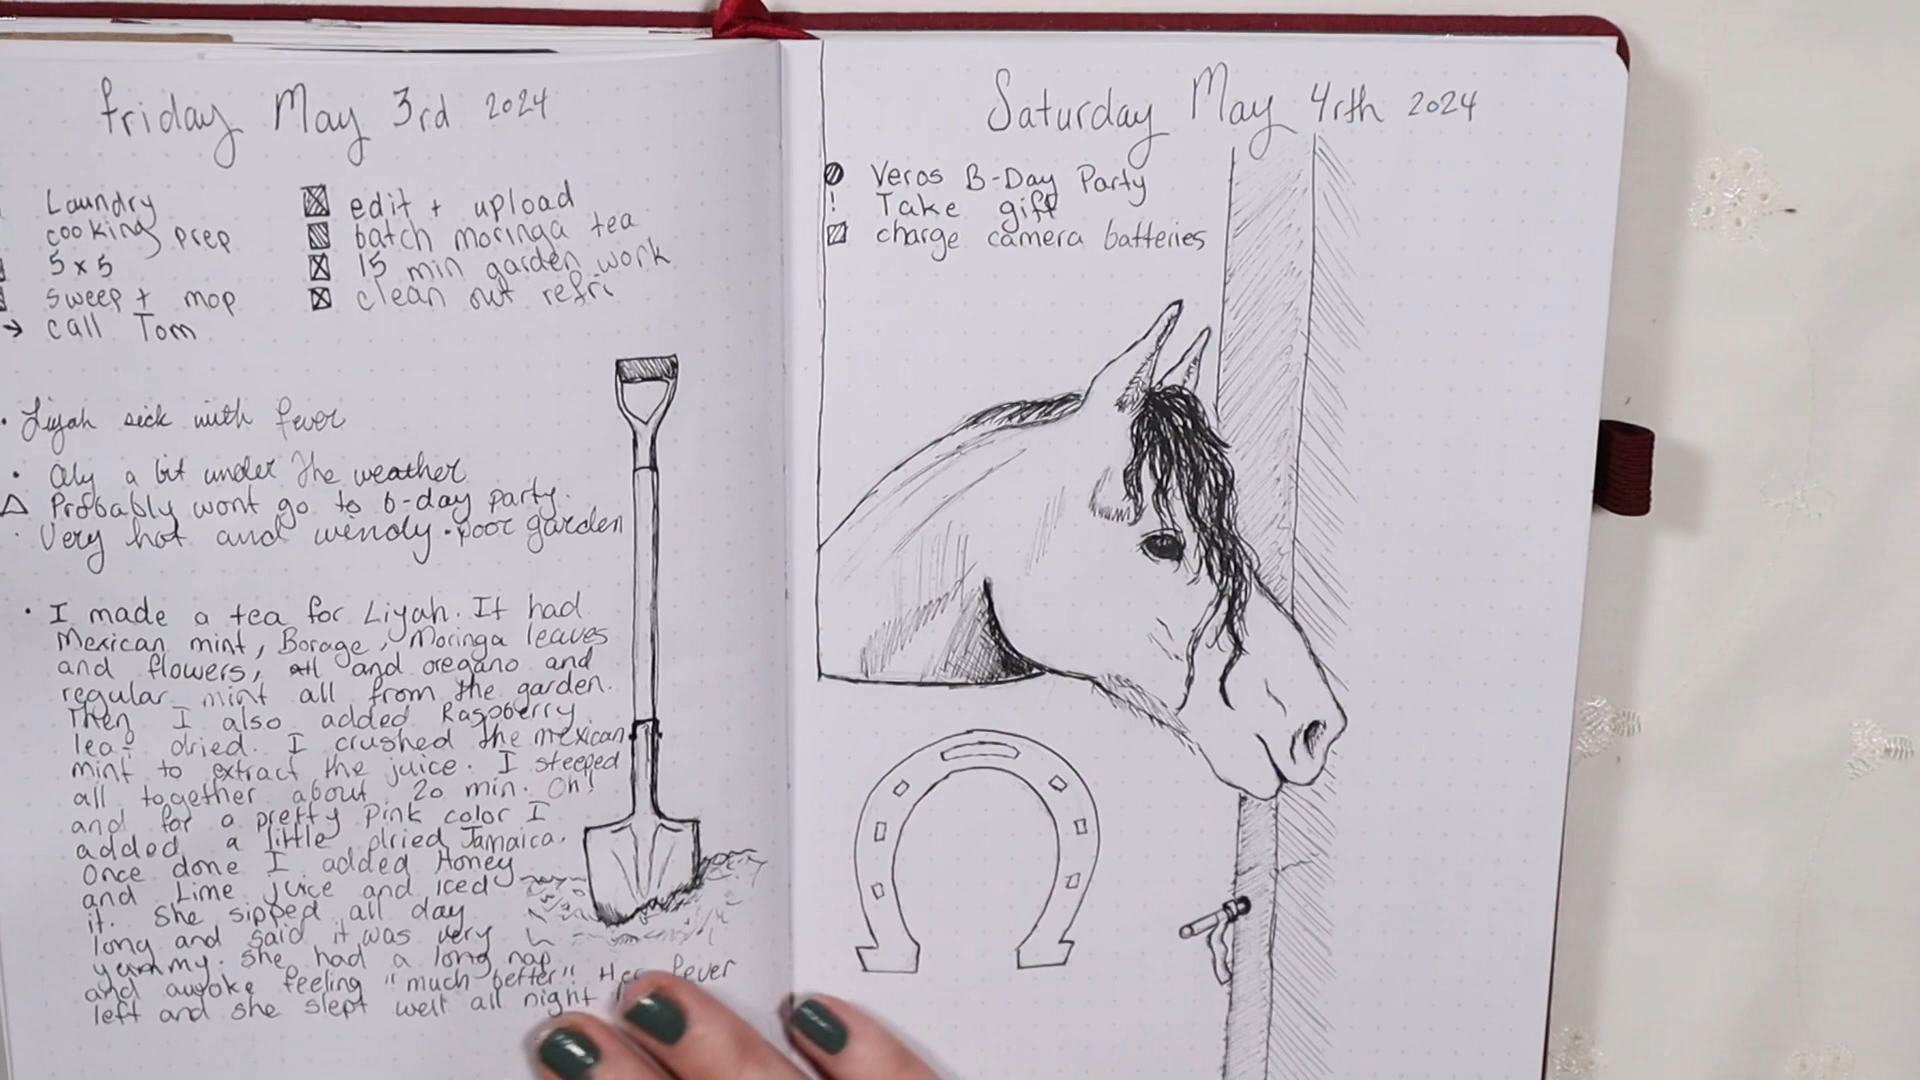 Friday May 3rd 2024
Laundry
cooking prep
5 x 5
sweep + mop
→ call Tom
edit + upload
batch moringa tea
15 min garden work
clean out refri
• Liyah sick with fever
• Aly a bit under the weather
△ Probably wont go to b-day party.
• Very hot and windy • poor garden
• I made a tea for Liyah. It had
Mexican mint, Borage, Moringa leaves
and flowers, all and oregano and
regular mint all from the garden.
Then I also added Raspberry
leaf dried. I crushed the mexican
mint to extract the juice. I steeped
all together about 20 min. Oh!
and for a pretty pink color I
added a little dried Jamaica.
Once done I added Honey
and Lime juice and iced
it. She sipped all day
long and said it was very
yummy. She had a long nap
and awoke feeling "much better!" Her fever
left and she slept well all night
Saturday May 4rth 2024
Veros B-Day Party
! Take gift
charge camera batteries